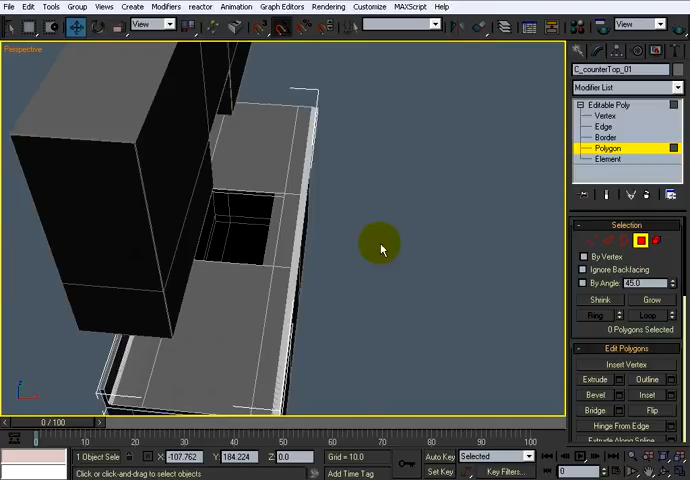 File Edit Tools Group Views Create Modifiers reactor Animation Graph Editors Rendering Customize MAXScript Help
View View
Perspective
C_counterTop_01
Modifier List
Editable Poly
Vertex
Edge
Border
Polygon
Element
Selection
By Vertex
Ignore Backfacing
By Angle: 45.0
Shrink Grow
Ring Loop
0 Polygons Selected
Edit Polygons
Insert Vertex
Extrude Outline
Bevel Inset
Bridge Flip
Hinge From Edge
Extrude Along Spline
0 / 100
0 10 20 30 40 50 60 70 80 90 100
1 Object Sele X: -107.762 Y: 184.224 Z: 0.0 Grid = 10.0 Auto Key Selected
Click or click-and-drag to select objects Add Time Tag Set Key Key Filters... 0